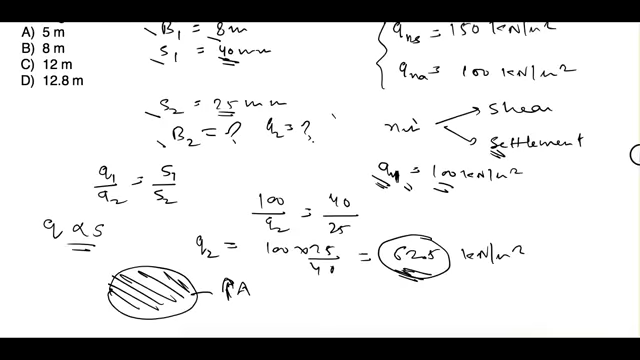 B₁ = 8m
A) 5 m
B) 8 m
C) 12 m
D) 12.8 m
S₁ = 40 mm
qns = 150 kN/m²
qna = 100 kN/m²
S₂ = 25 mm
B₂ = ? q₂ = ?
min
Shear
Settlement
= 100 kN/m²
q₁/q₂ = S₁/S₂
q α S
100/q₂ = 40/25
q₂ = 100×25/40 = 62.5 kN/m²
A